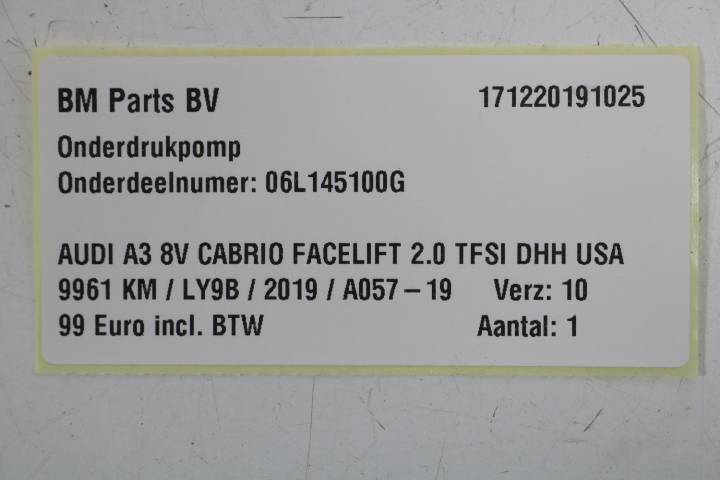 BM Parts BV 171220191025
Onderdrukpomp
Onderdeelnumer: 06L145100G
AUDI A3 8V CABRIO FACELIFT 2.0 TFSI DHH USA
9961 KM / LY9B / 2019 / A057-19 Verz: 10
99 Euro incl. BTW Aantal: 1